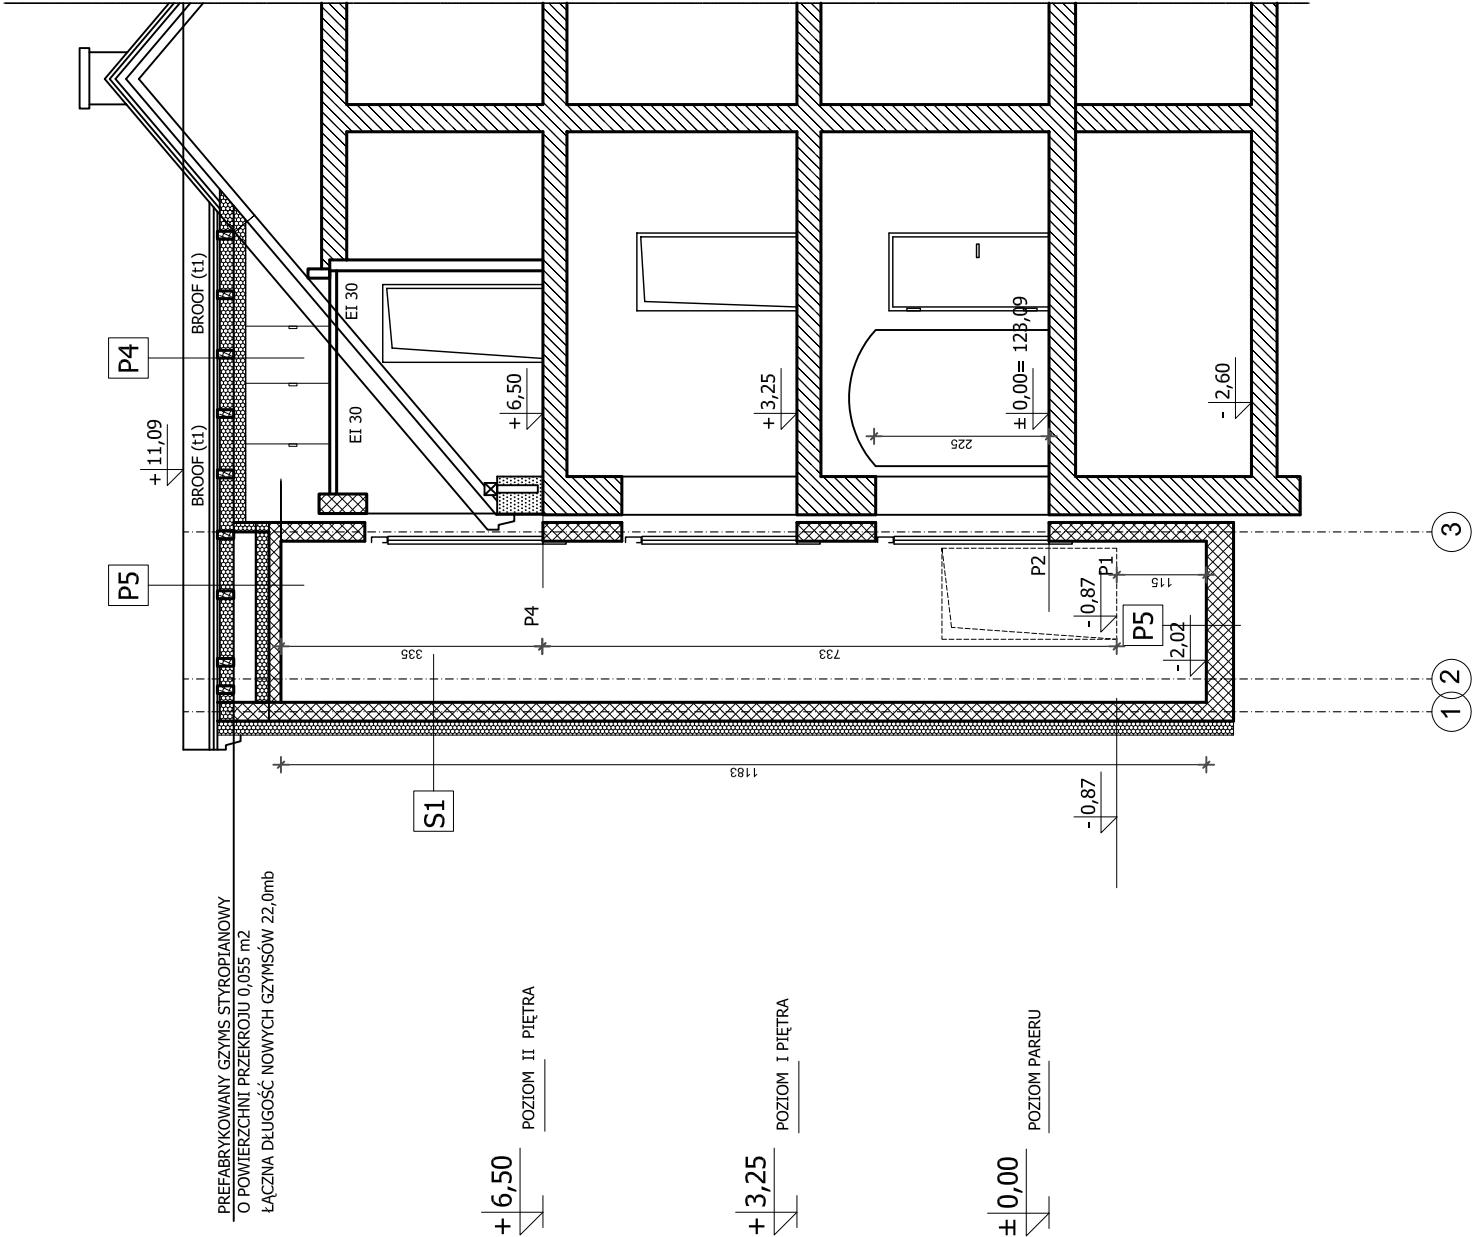 PREFABRYKOWANY GZYMS STYROPIANOWY
O POWIERZCHNI PRZEKROJU 0,055 m2
ŁĄCZNA DŁUGOŚĆ NOWYCH GZYMSÓW 22,0mb
P5
P4
+ 11,09
BROOF (t1)
BROOF (t1)
EI 30
EI 30
S1
335
P4
+ 6,50
733
1183
+ 3,25
225
± 0,00= 123,09
P2
P1
- 0,87
115
P5
- 2,02
- 0,87
- 2,60
+ 6,50
POZIOM II PIĘTRA
+ 3,25
POZIOM I PIĘTRA
± 0,00
POZIOM PARERU
1
2
3